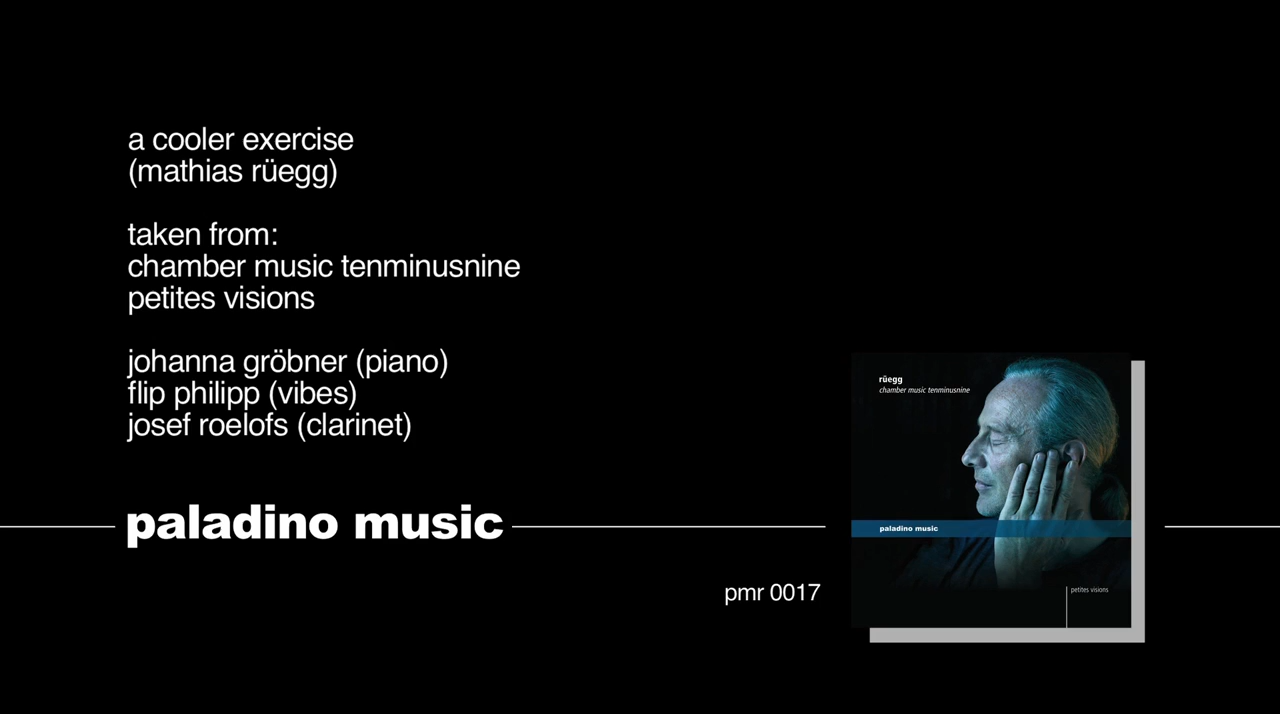 a cooler exercise
(mathias rüegg)
taken from:
chamber music tenminusnine
petites visions
johanna gröbner (piano)
flip philipp (vibes)
josef roelofs (clarinet)
paladino music
pmr 0017
rüegg
chamber music tenminusnine
paladino music
petites visions